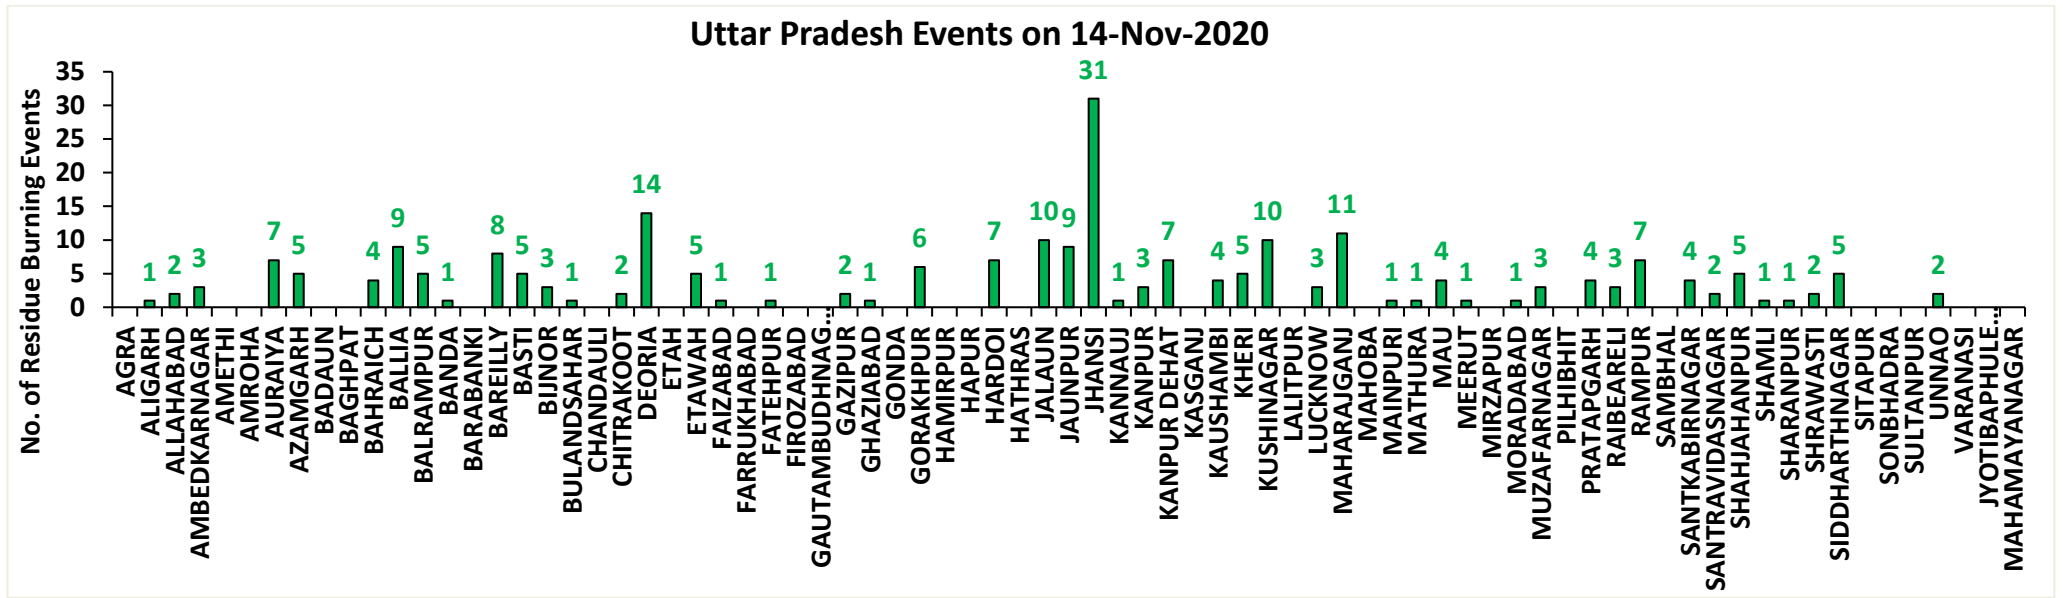 Uttar Pradesh Events on 14-Nov-2020
No. of Residue Burning Events
35
30
25
20
15
10
5
0
1
2
3
7
5
4
9
5
1
8
5
3
1
2
14
5
1
1
2
1
6
7
10
9
31
1
3
7
4
5
10
3
11
1
1
4
1
1
3
4
3
7
4
2
5
1
1
2
5
2
AGRA
ALIGARH
ALLAHABAD
AMBEDKARNAGAR
AMETHI
AMROHA
AURAIYA
AZAMGARH
BADAUN
BAGHPAT
BAHRAICH
BALLIA
BALRAMPUR
BANDA
BARABANKI
BAREILLY
BASTI
BIJNOR
BULANDSAHAR
CHANDAULI
CHITRAKOOT
DEORIA
ETAH
ETAWAH
FAIZABAD
FARRUKHABAD
FATEHPUR
FIROZABAD
GAUTAMBUDHNAG…
GAZIPUR
GHAZIABAD
GONDA
GORAKHPUR
HAMIRPUR
HAPUR
HARDOI
HATHRAS
JALAUN
JAUNPUR
JHANSI
KANNAUJ
KANPUR
KANPUR DEHAT
KASGANJ
KAUSHAMBI
KHERI
KUSHINAGAR
LALITPUR
LUCKNOW
MAHARAJGANJ
MAHOBA
MAINPURI
MATHURA
MAU
MEERUT
MIRZAPUR
MORADABAD
MUZAFARNAGAR
PILHIBHIT
PRATAPGARH
RAIBEARELI
RAMPUR
SAMBHAL
SANTKABIRNAGAR
SANTRAVIDASNAGAR
SHAHJAHANPUR
SHAMLI
SHARANPUR
SHRAWASTI
SIDDHARTHNAGAR
SITAPUR
SONBHADRA
SULTANPUR
UNNAO
VARANASI
JYOTIBAPHULE…
MAHAMAYANAGAR